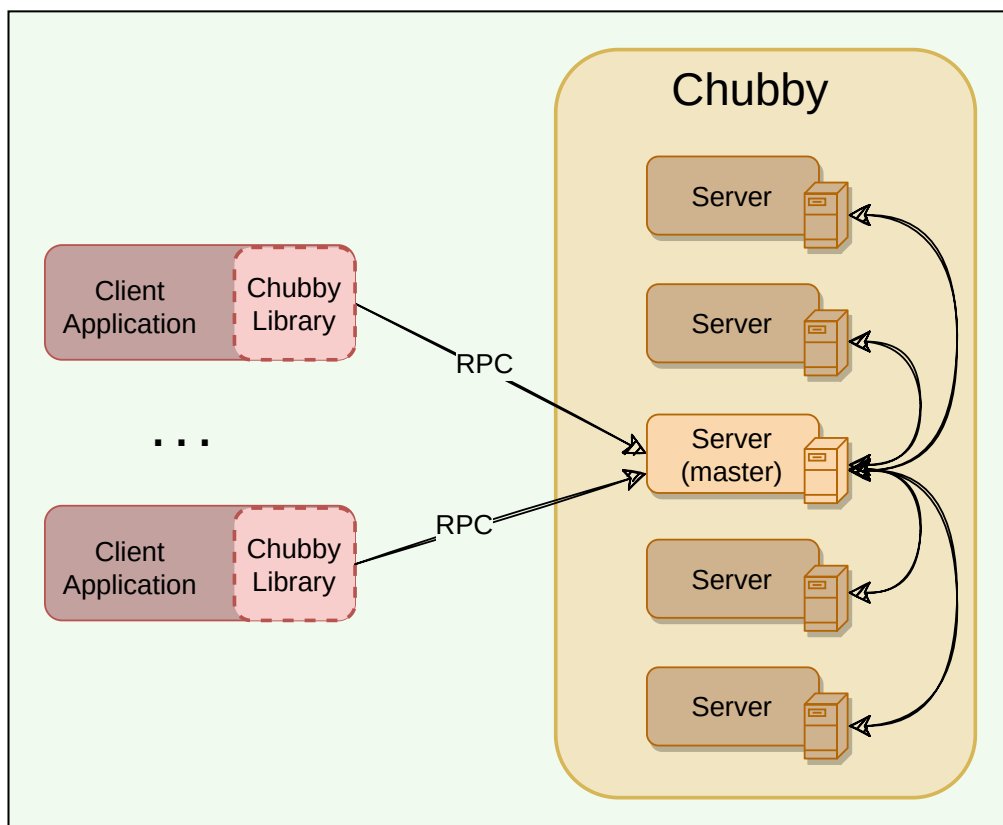 Chubby
Server
Server
Client
Application
Chubby
Library
RPC
Server
(master)
...
RPC
Client
Application
Chubby
Library
Server
Server